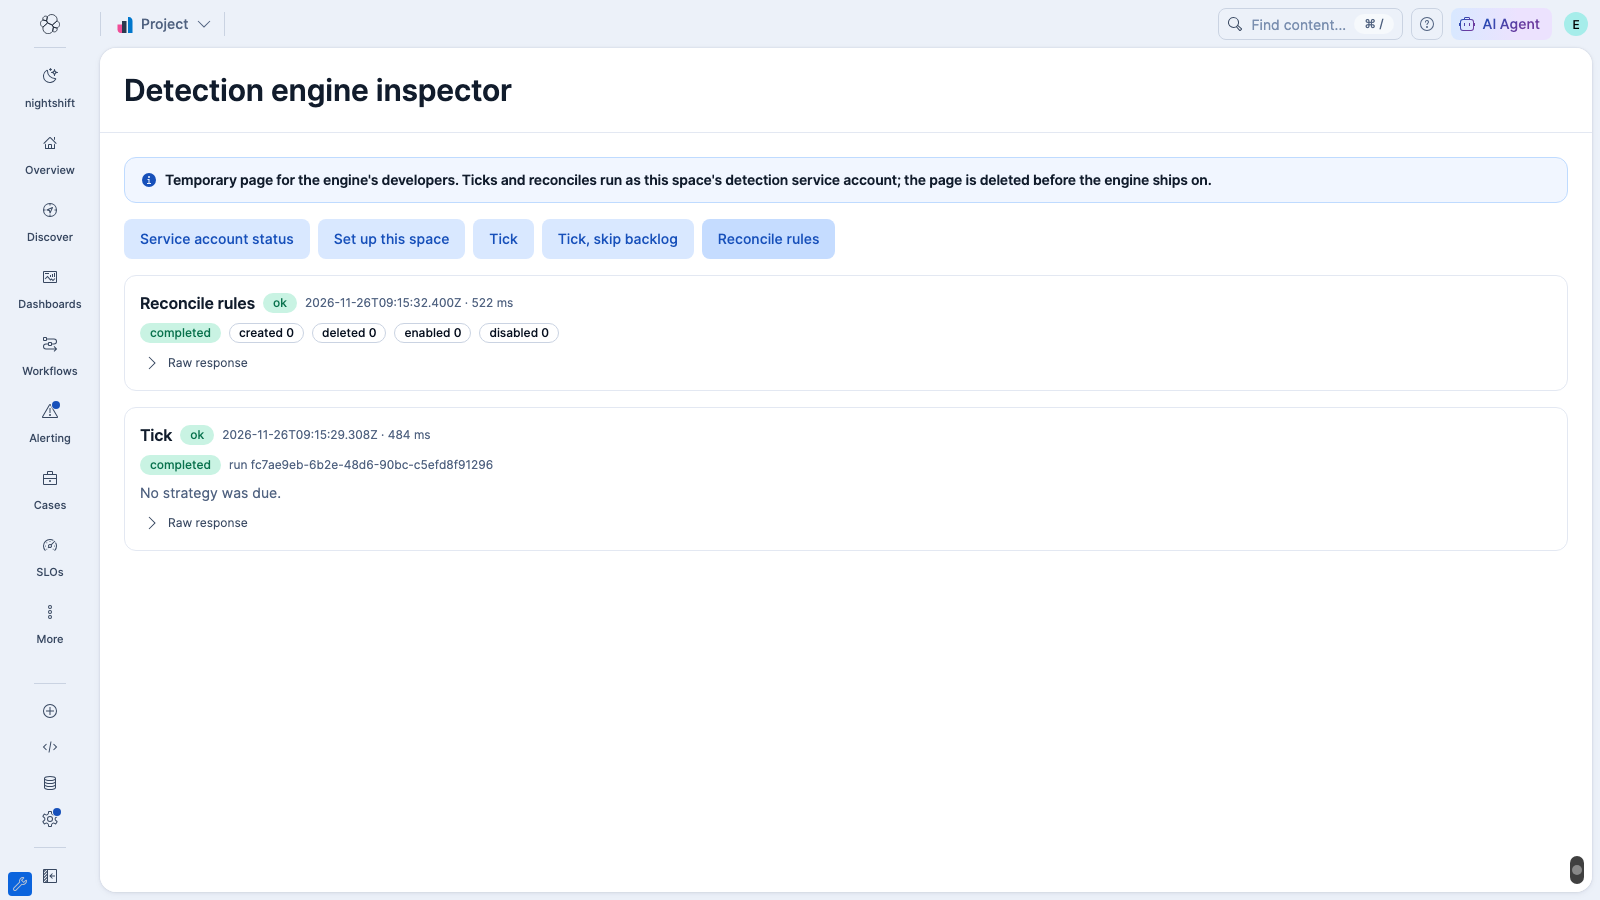 Project
Find content...
⌘ /
AI Agent
E
nightshift
Overview
Discover
Dashboards
Workflows
Alerting
Cases
SLOs
More
Detection engine inspector
Temporary page for the engine's developers. Ticks and reconciles run as this space's detection service account; the page is deleted before the engine ships on.
Service account status
Set up this space
Tick
Tick, skip backlog
Reconcile rules
Reconcile rules ok 2026-11-26T09:15:32.400Z · 522 ms
completed created 0 deleted 0 enabled 0 disabled 0
Raw response
Tick ok 2026-11-26T09:15:29.308Z · 484 ms
completed run fc7ae9eb-6b2e-48d6-90bc-c5efd8f91296
No strategy was due.
Raw response